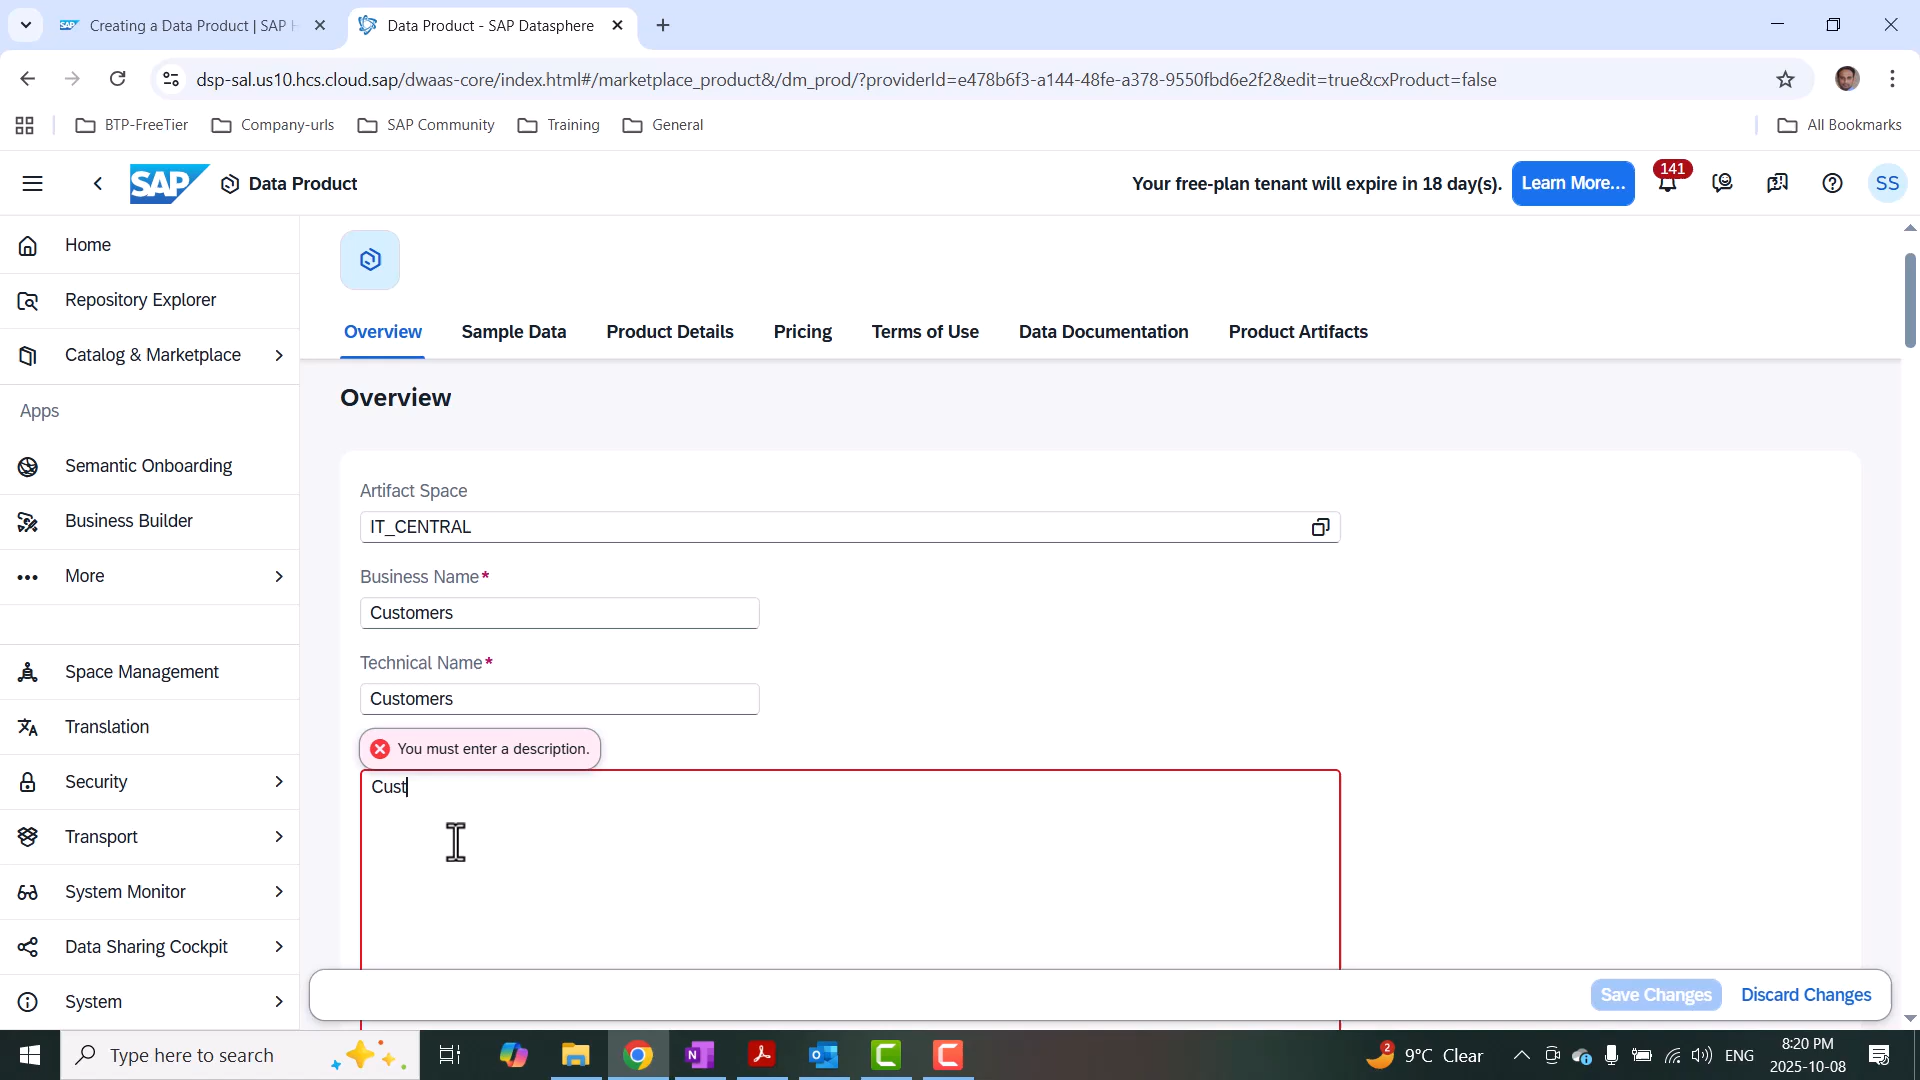 Creating a Data Product | SAP H
Data Product - SAP Datasphere
dsp-sal.us10.hcs.cloud.sap/dwaas-core/index.html#/marketplace_product&/dm_prod/?providerId=e478b6f3-a144-48fe-a378-9550fbd6e2f2&edit=true&cxProduct=false
BTP-FreeTier
Company-urls
SAP Community
Training
General
All Bookmarks
SAP
Data Product
Your free-plan tenant will expire in 18 day(s).
Learn More...
141
SS
Home
Repository Explorer
Catalog & Marketplace
Apps
Semantic Onboarding
Business Builder
More
Space Management
Translation
Security
Transport
System Monitor
Data Sharing Cockpit
System
Overview
Sample Data
Product Details
Pricing
Terms of Use
Data Documentation
Product Artifacts
Overview
Artifact Space
IT_CENTRAL
Business Name*
Customers
Technical Name*
Customers
You must enter a description.
Cust
Save Changes
Discard Changes
Type here to search
2
9°C Clear
ENG
8:20 PM
2025-10-08